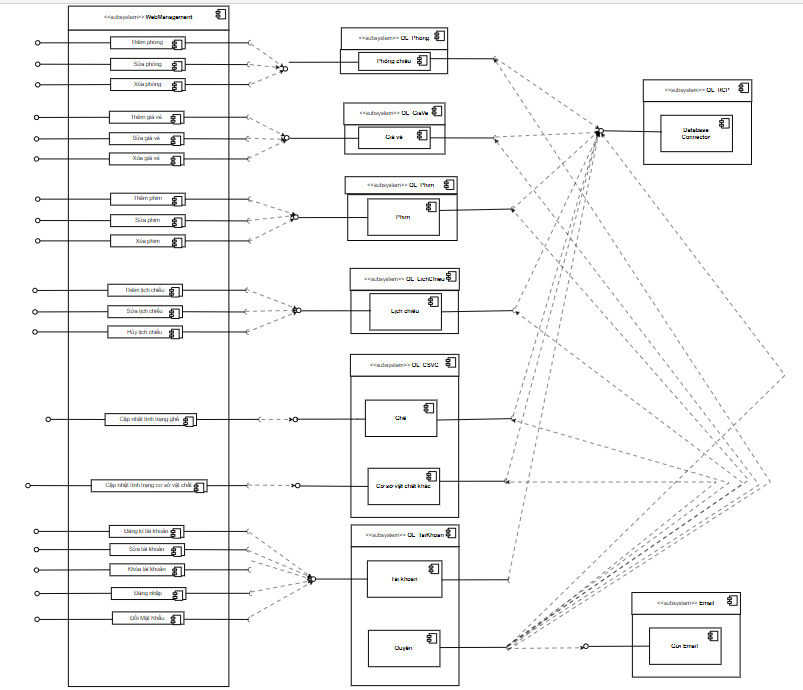 <<subsystem>> WebManagement
Thêm phòng
Sửa phòng
Xóa phòng
Thêm giá vé
Sửa giá vé
Xóa giá vé
Thêm phim
Sửa phim
Xóa phim
Thêm lịch chiếu
Sửa lịch chiếu
Hủy lịch chiếu
Cập nhật tình trạng ghế
Cập nhật tình trạng cơ sở vật chất
Đăng kí tài khoản
Sửa tài khoản
Khóa tài khoản
Đăng nhập
Đổi Mật Khẩu
<<subsystem>> QL_Phong
Phòng chiếu
<<subsystem>> QL_GiaVe
Giá vé
<<subsystem>> QL_Phim
Phim
<<subsystem>> QL_LichChieu
Lịch chiếu
<<subsystem>> QL_CSVC
Ghế
Cơ sở vật chất khác
<<subsystem>> QL_TaiKhoan
Tài khoản
Quyền
<<subsystem>> QL_RCP
Database
Connector
<<subsystem>> Email
Gửi Email